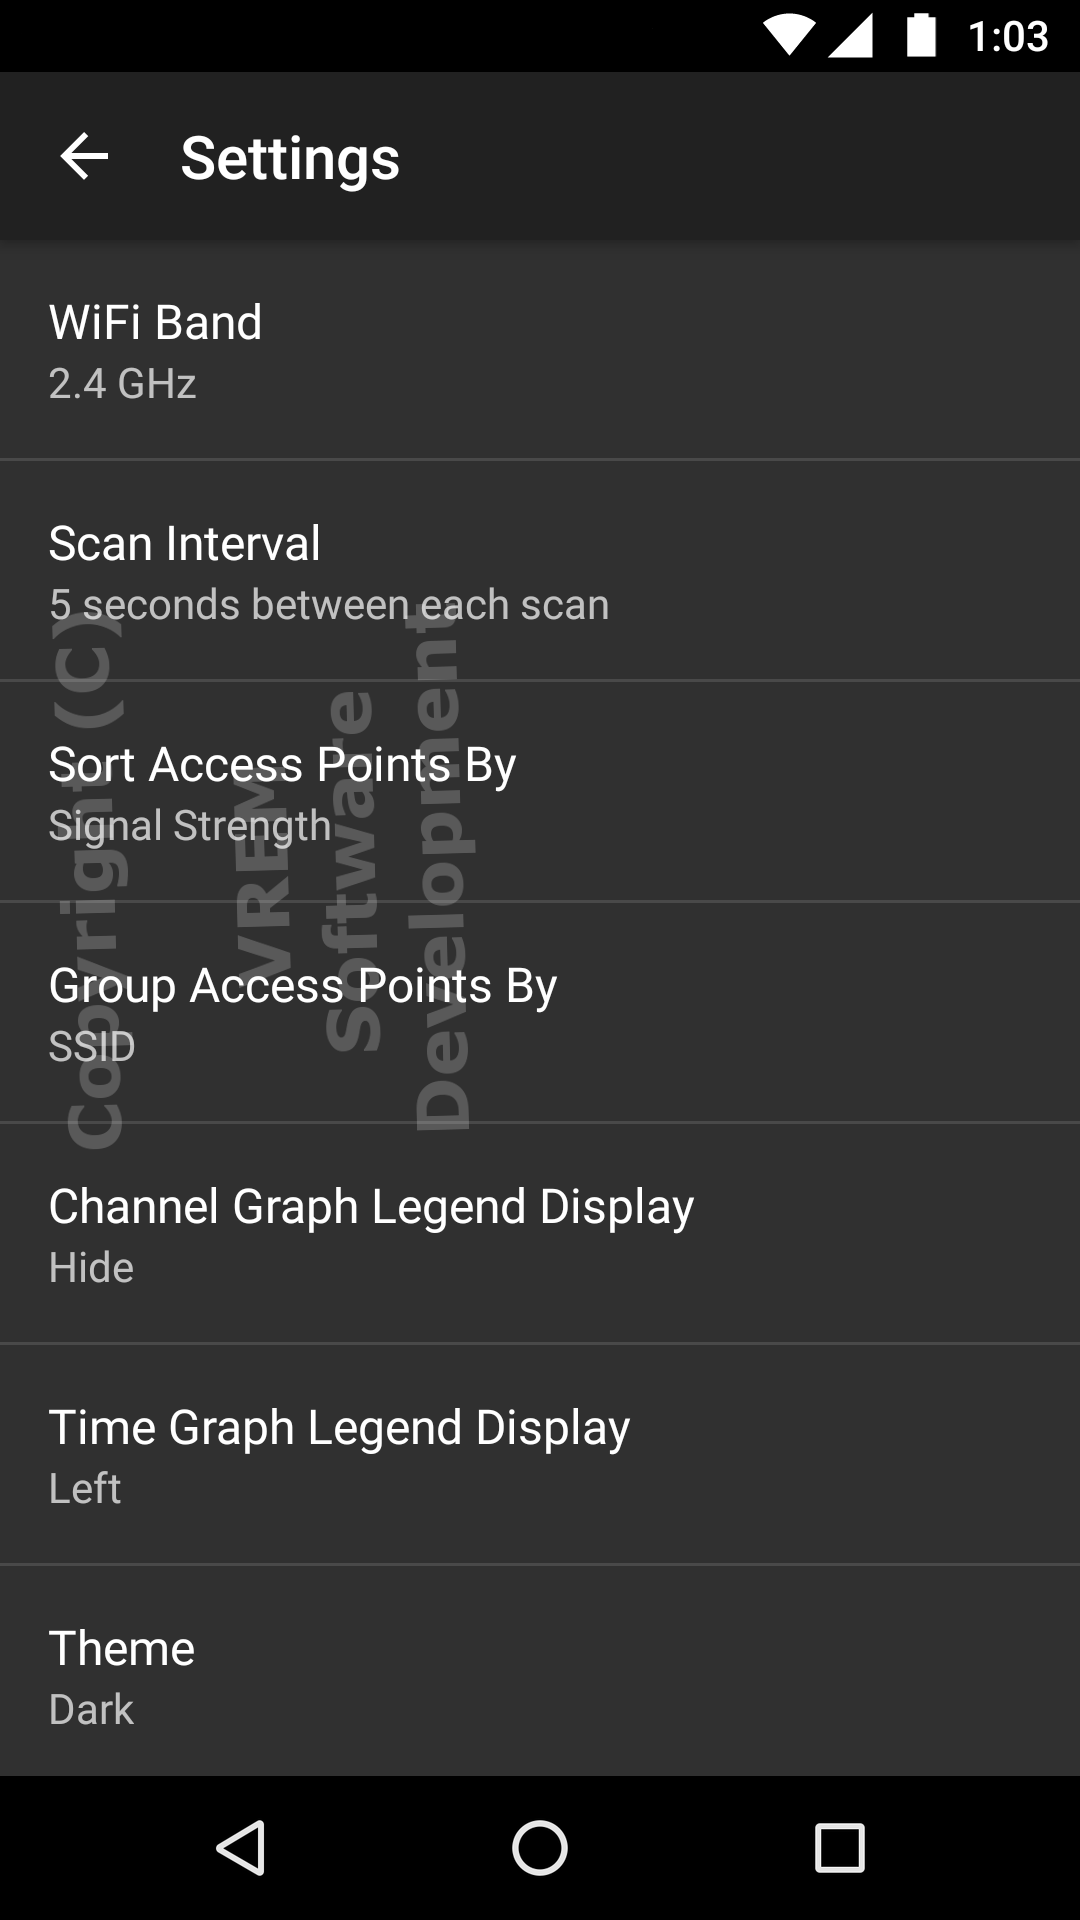 1:03
Settings
WiFi Band
2.4 GHz
Scan Interval
5 seconds between each scan
Sort Access Points By
Signal Strength
Group Access Points By
SSID
Channel Graph Legend Display
Hide
Time Graph Legend Display
Left
Theme
Dark
Copyright (C)
VREM
Software
Development